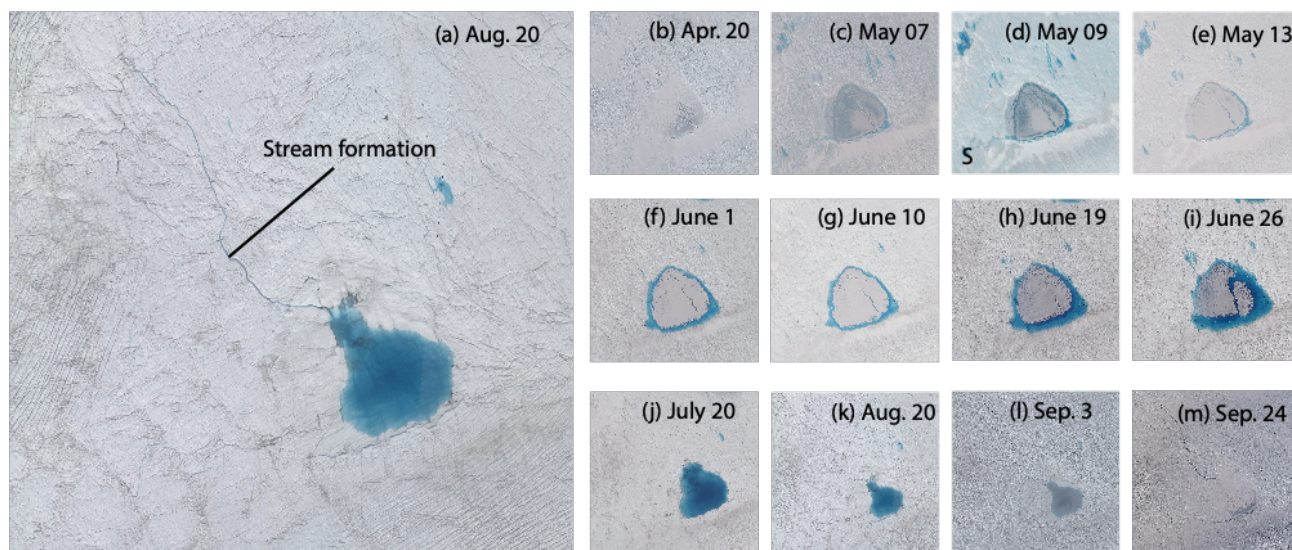 (a) Aug. 20
Stream formation
(b) Apr. 20
(c) May 07
(d) May 09
S
(e) May 13
(f) June 1
(g) June 10
(h) June 19
(i) June 26
(j) July 20
(k) Aug. 20
(l) Sep. 3
(m) Sep. 24